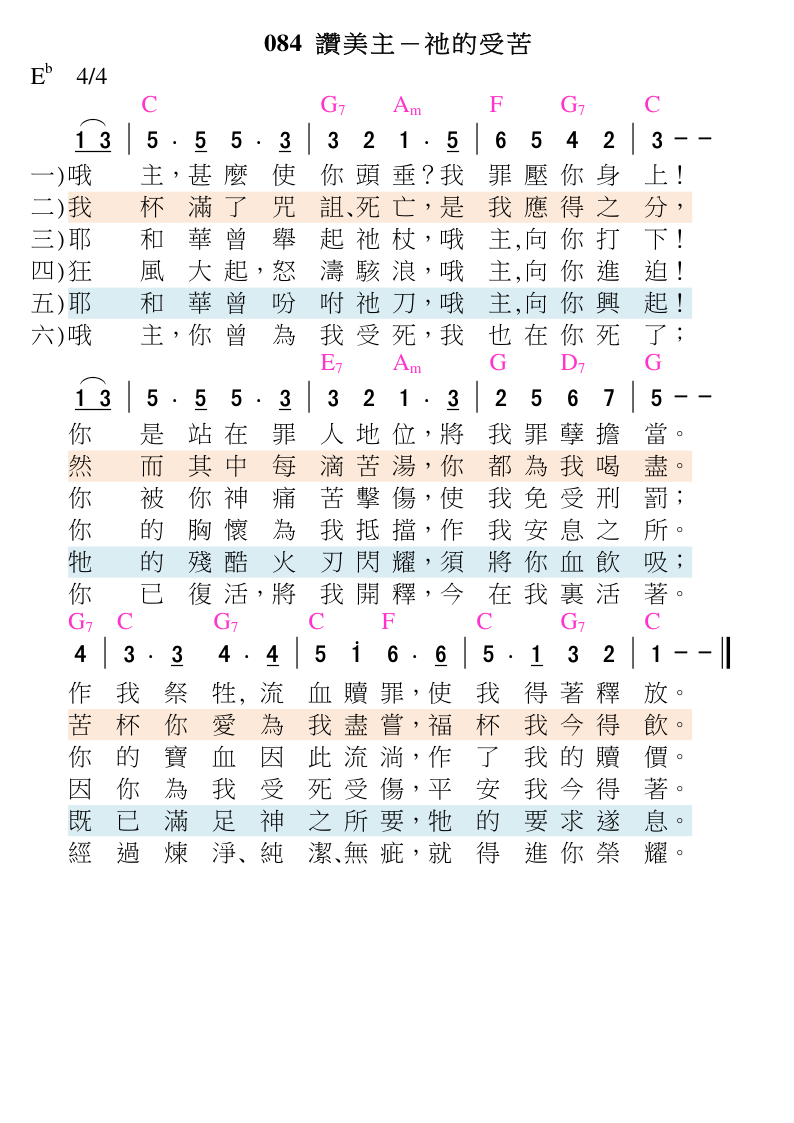 084 讚美主－祂的受苦
E♭ 4/4
C G7 Am F G7 C
1 3 | 5 . 5 5 . 3 | 3 2 1 . 5 | 6 5 4 2 | 3 － －
一)哦 主，甚麼使你頭垂？我罪壓你身上！
二)我 杯滿了咒詛、死亡，是我應得之分，
三)耶 和華曾舉起祂杖，哦主，向你打下！
四)狂 風大起，怒濤駭浪，哦主，向你進迫！
五)耶 和華曾吩咐祂刀，哦主，向你興起！
六)哦 主，你曾為我受死，我也在你死了；
E7 Am G D7 G
1 3 | 5 . 5 5 . 3 | 3 2 1 . 3 | 2 5 6 7 | 5 － －
你 是站在罪人地位，將我罪孽擔當。
然 而其中每滴苦湯，你都為我喝盡。
你 被你神痛苦擊傷，使我免受刑罰；
你 的胸懷為我抵擋，作我安息之所。
牠 的殘酷火刃閃耀，須將你血飲吸；
你 已復活，將我開釋，今在我裏活著。
G7 C G7 C F C G7 C
4 | 3 . 3 4 . 4 | 5 i 6 . 6 | 5 . 1 3 2 | 1 － － ||
作我祭牲，流血贖罪，使我得著釋放。
苦杯你愛為我盡嘗，福杯我今得飲。
你的寶血因此流淌，作了我的贖價。
因你為我受死受傷，平安我今得著。
既已滿足神之所要，牠的要求遂息。
經過煉淨、純潔、無疵，就得進你榮耀。